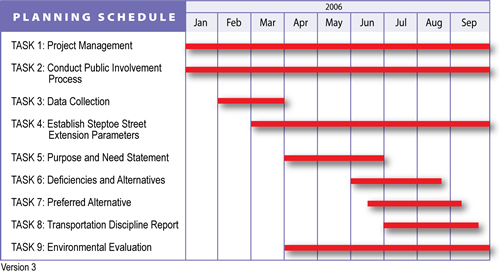 PLANNING SCHEDULE
2006
Jan Feb Mar Apr May Jun Jul Aug Sep
TASK 1: Project Management
TASK 2: Conduct Public Involvement
Process
TASK 3: Data Collection
TASK 4: Establish Steptoe Street
Extension Parameters
TASK 5: Purpose and Need Statement
TASK 6: Deficiencies and Alternatives
TASK 7: Preferred Alternative
TASK 8: Transportation Discipline Report
TASK 9: Environmental Evaluation
Version 3